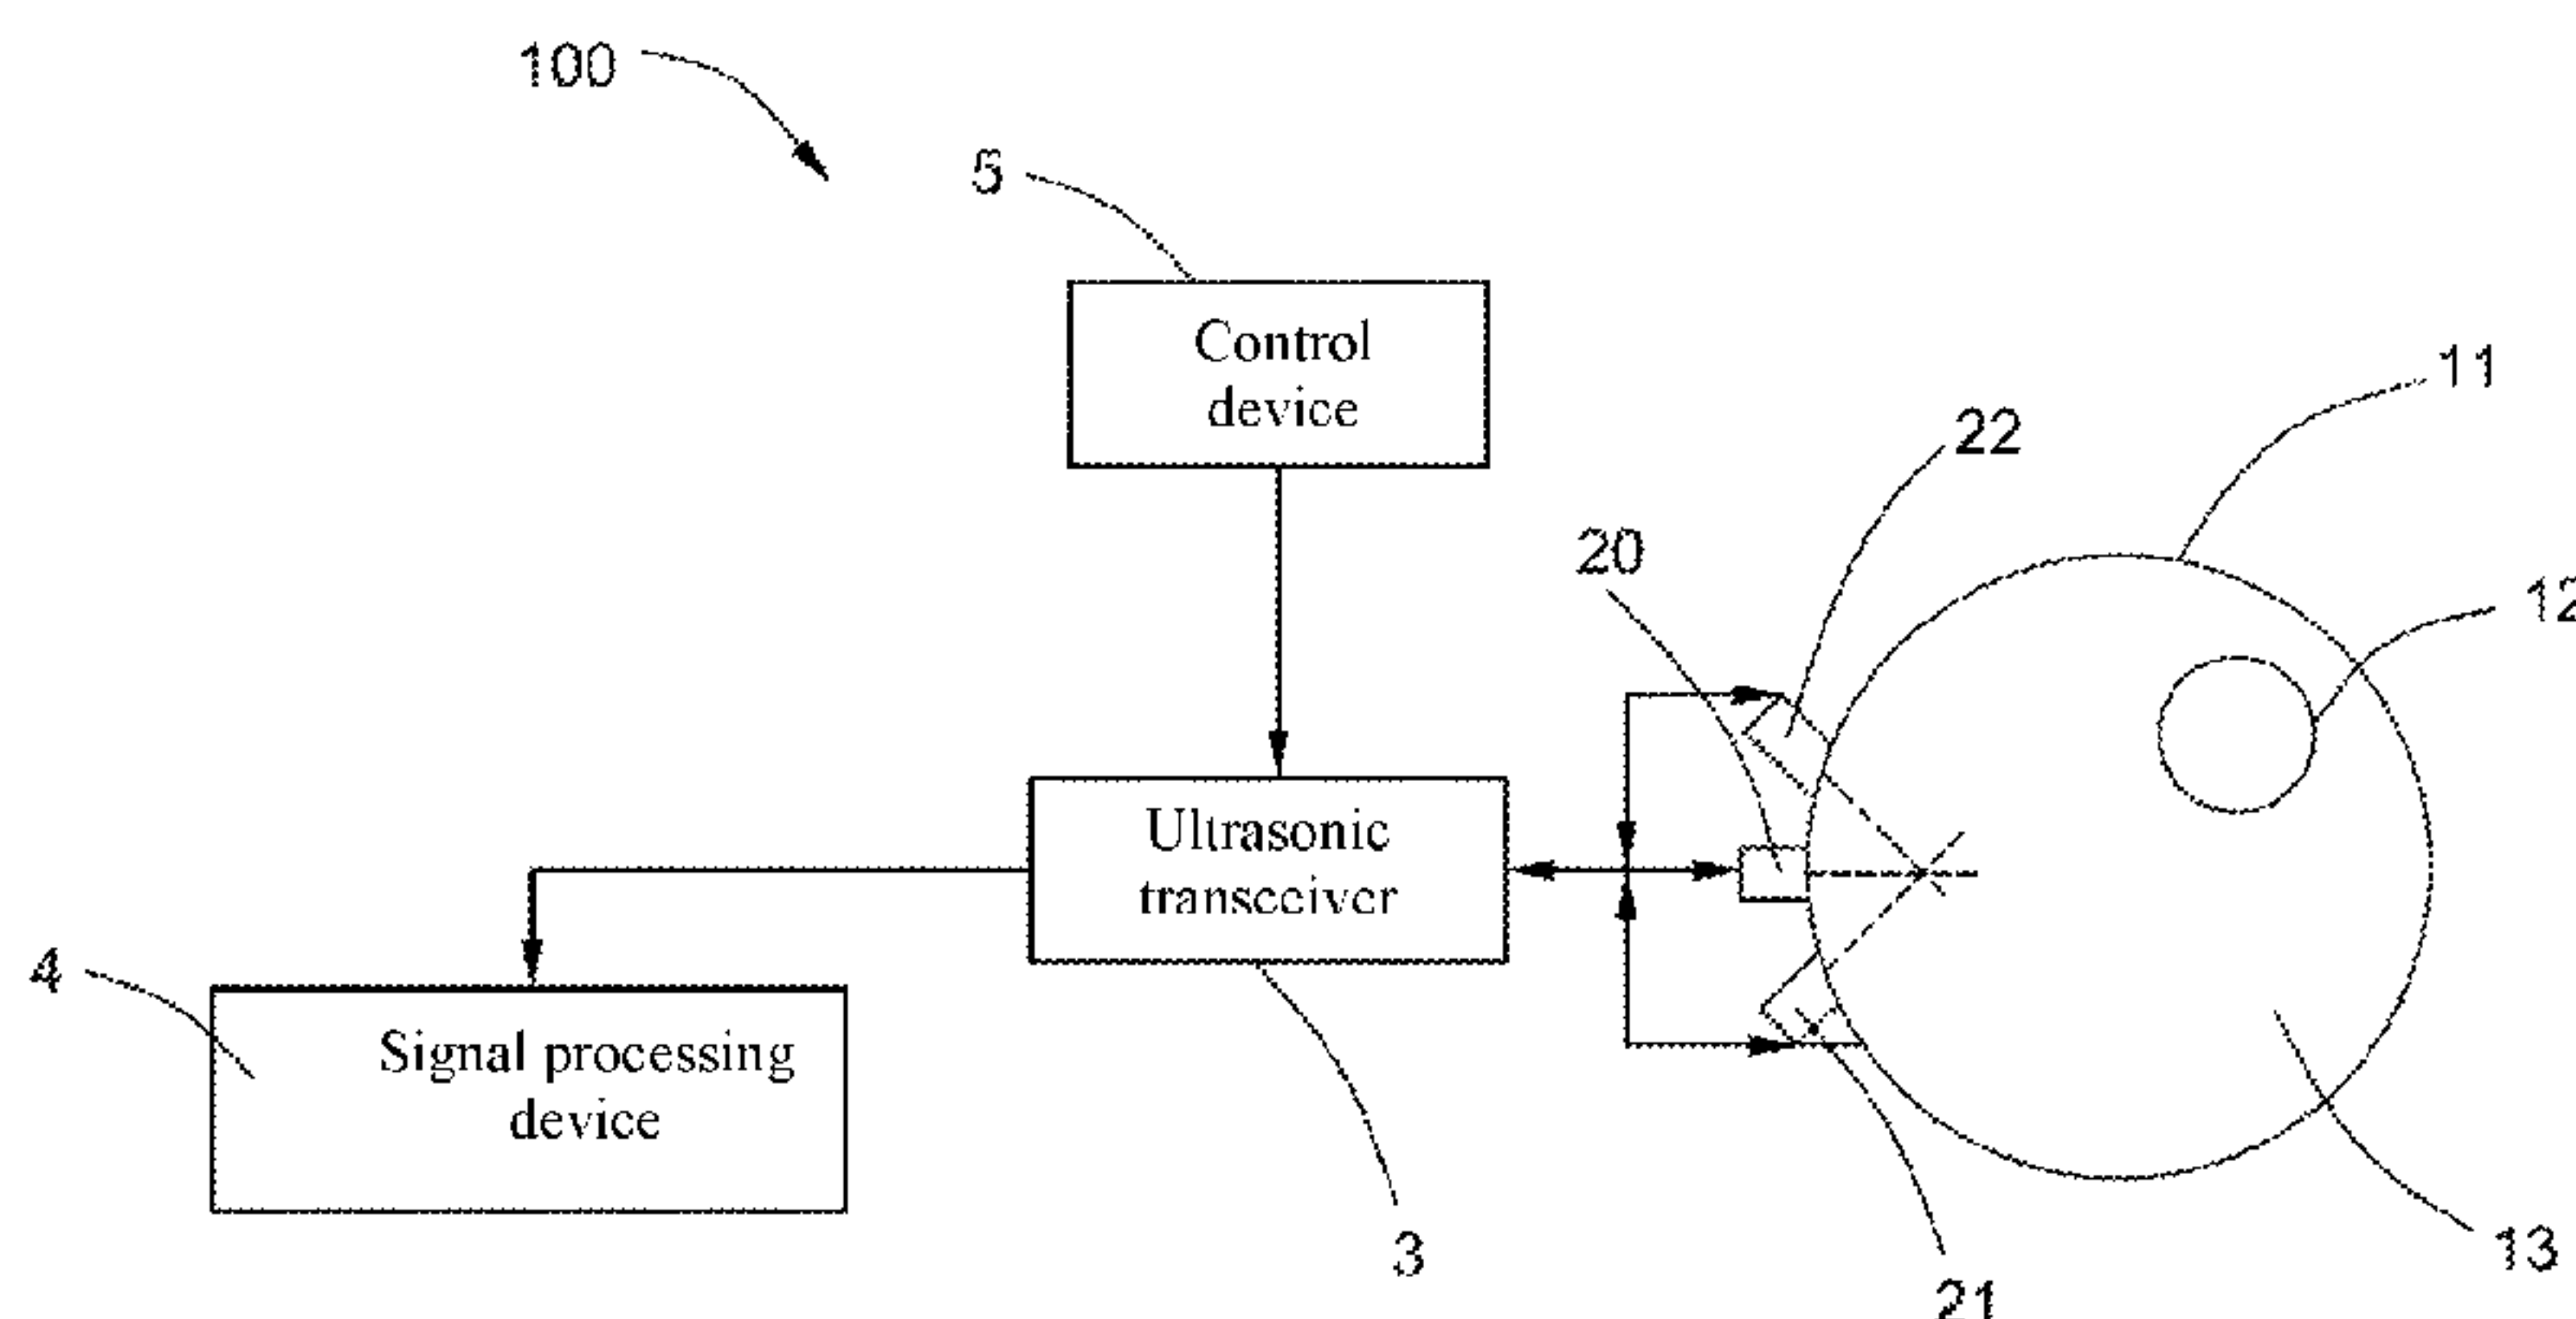 100
5
Control
device
11
22
20
12
Ultrasonic
transceiver
4
Signal processing
device
3
13
21